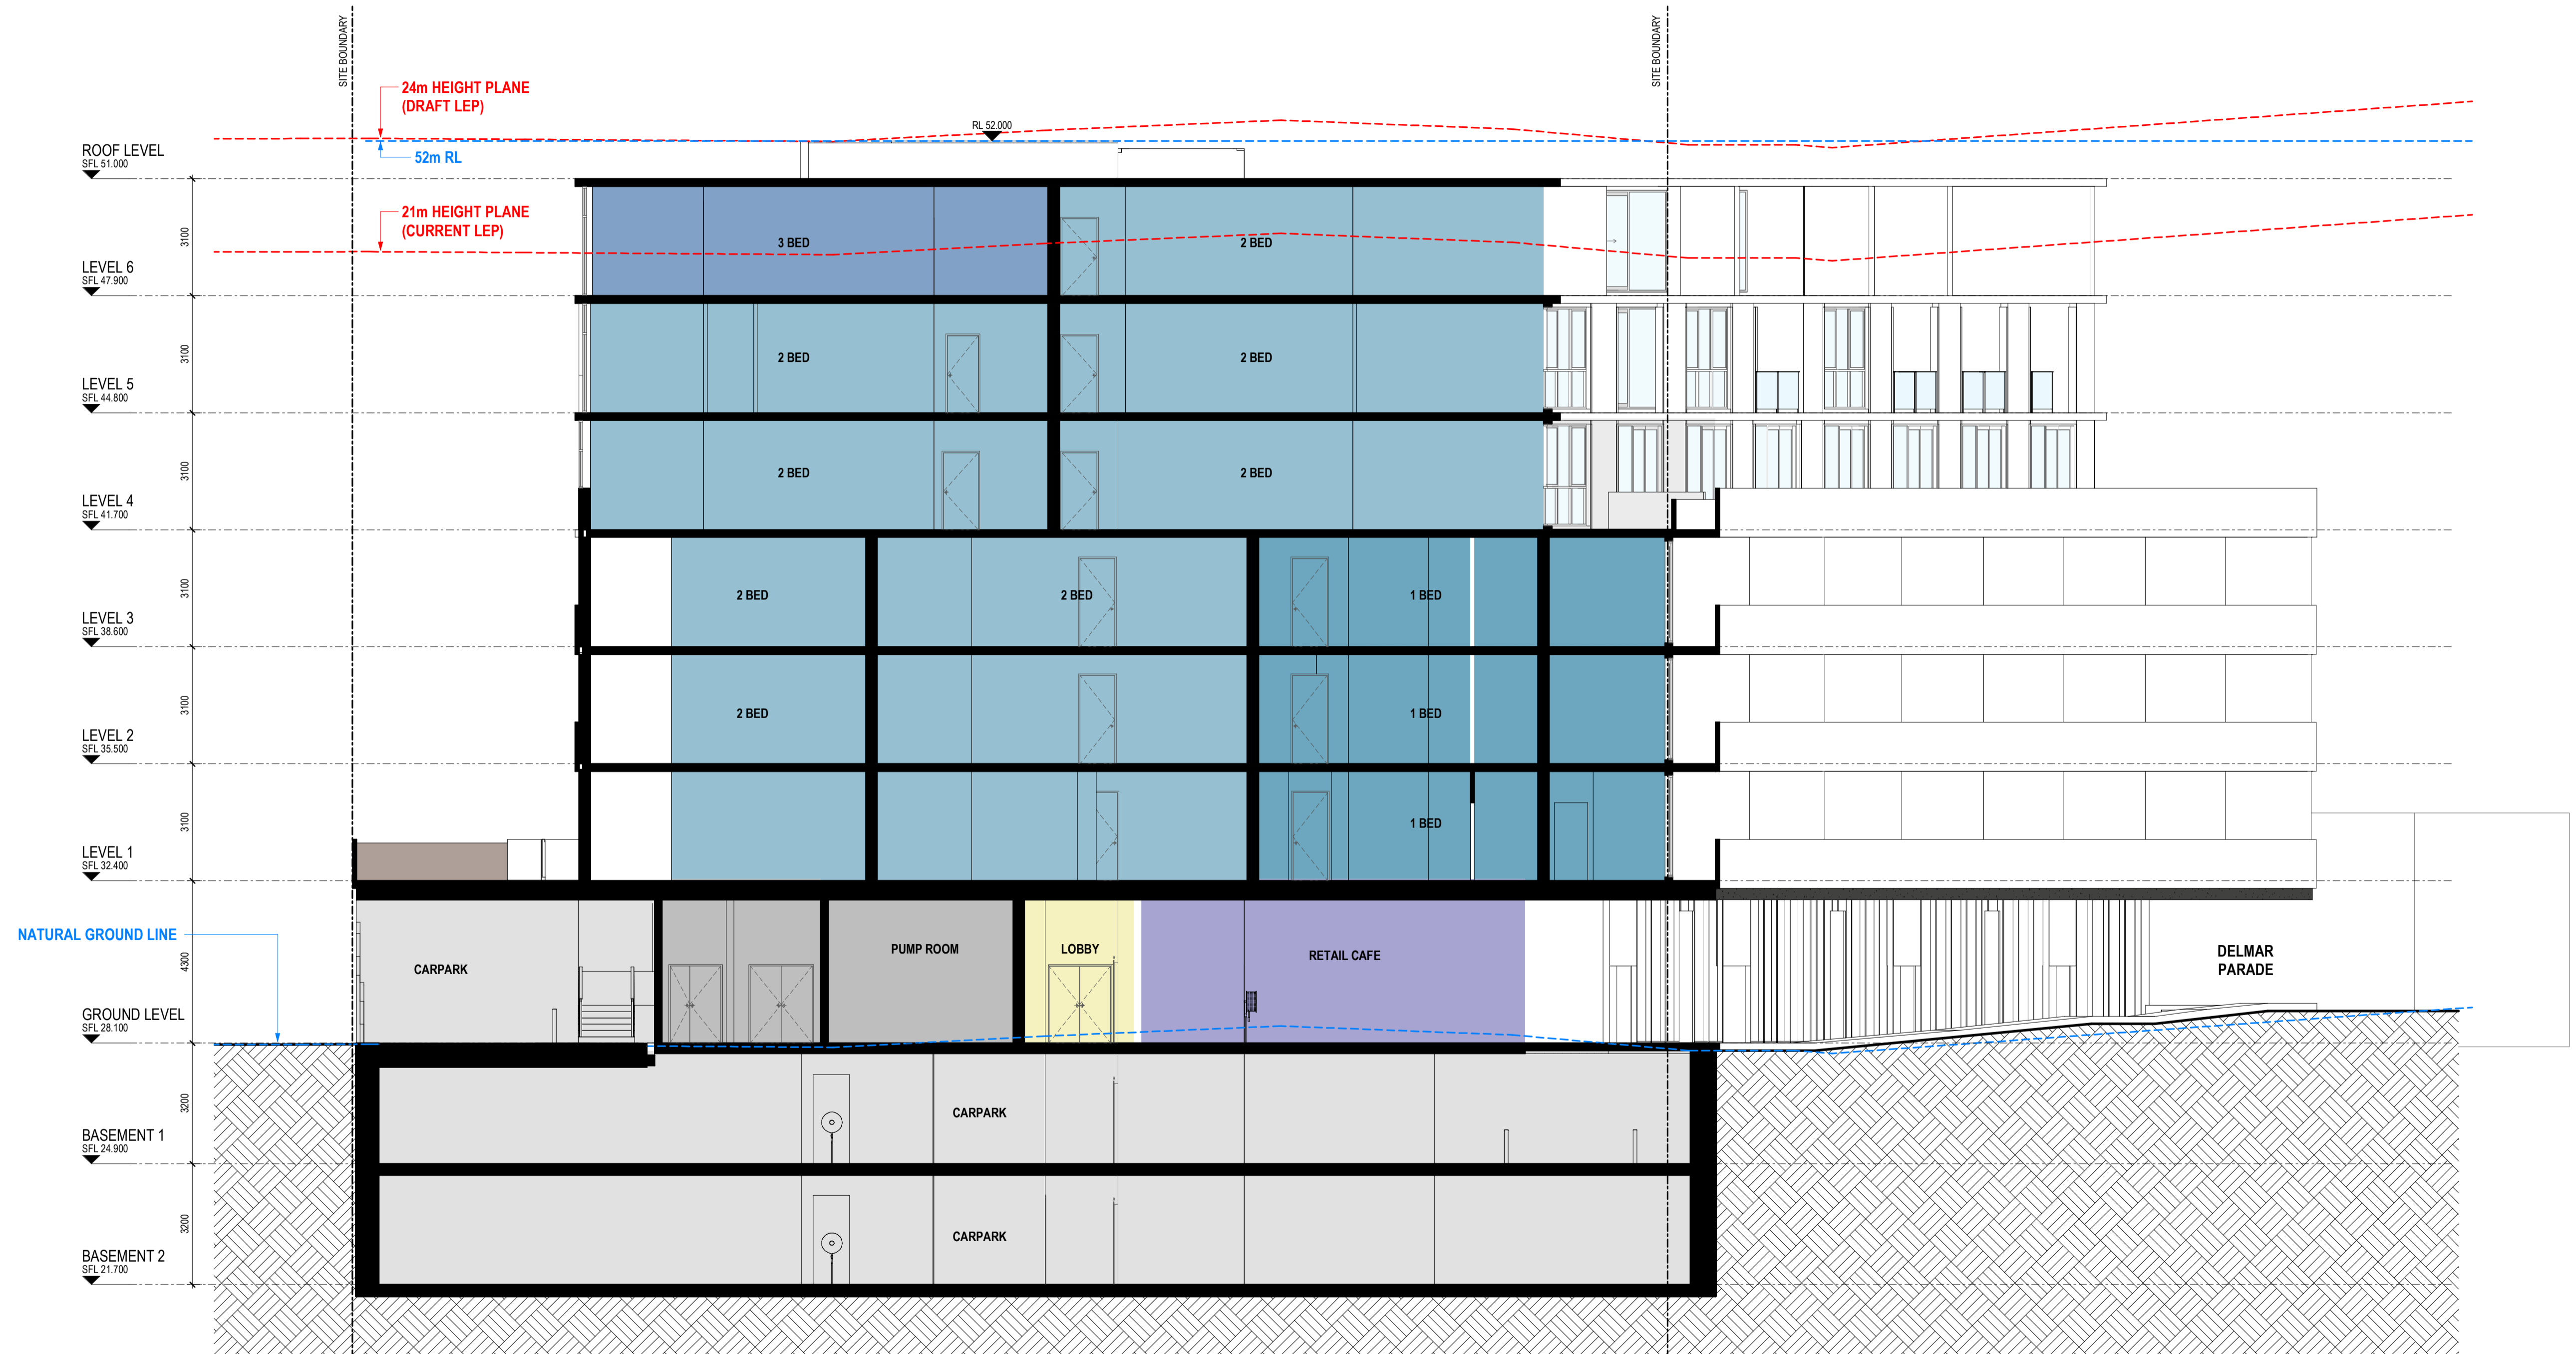 SITE BOUNDARY
SITE BOUNDARY
24m HEIGHT PLANE
(DRAFT LEP)
RL 52.000
52m RL
ROOF LEVEL
SFL 51.000
21m HEIGHT PLANE
(CURRENT LEP)
3100
3 BED
2 BED
LEVEL 6
SFL 47.900
3100
2 BED
2 BED
LEVEL 5
SFL 44.800
3100
2 BED
2 BED
LEVEL 4
SFL 41.700
3100
2 BED
2 BED
1 BED
LEVEL 3
SFL 38.600
3100
2 BED
1 BED
LEVEL 2
SFL 35.500
3100
1 BED
LEVEL 1
SFL 32.400
NATURAL GROUND LINE
4300
CARPARK
PUMP ROOM
LOBBY
RETAIL CAFE
DELMAR
PARADE
GROUND LEVEL
SFL 28.100
3200
CARPARK
BASEMENT 1
SFL 24.900
3200
CARPARK
BASEMENT 2
SFL 21.700